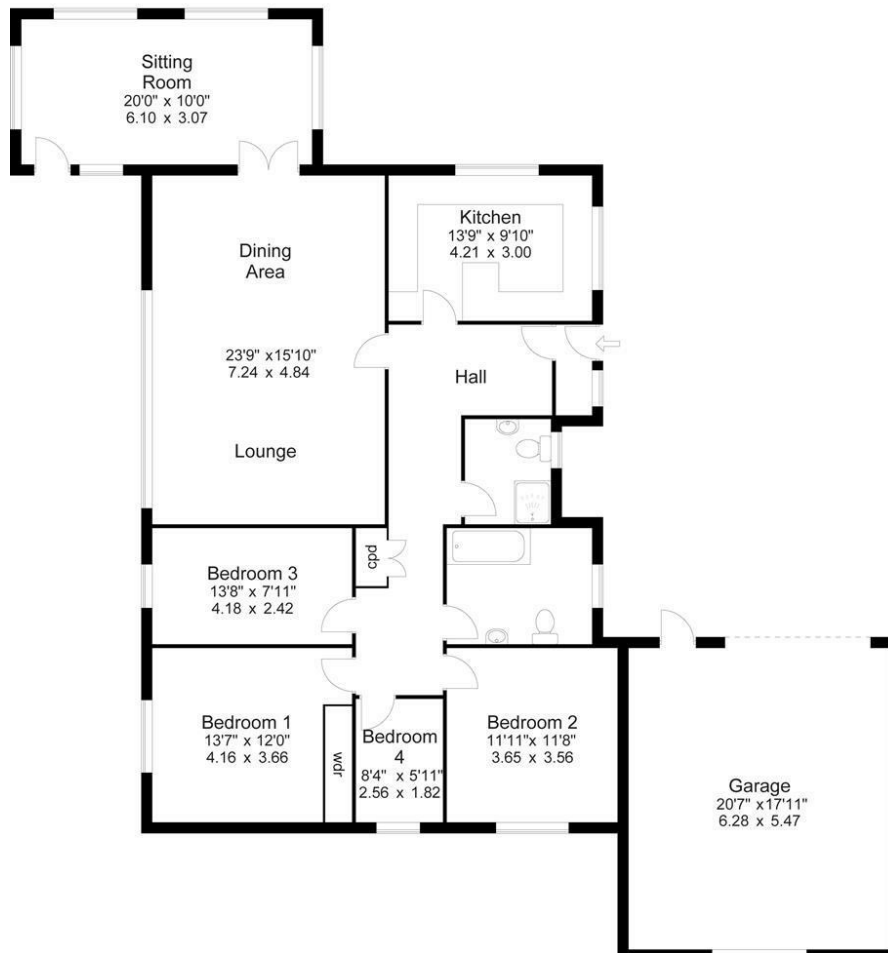 Sitting
Room
20'0" x 10'0"
6.10 x 3.07
Kitchen
13'9" x 9'10"
4.21 x 3.00
Dining
Area
23'9" x15'10"
7.24 x 4.84
Hall
Lounge
cpd
Bedroom 3
13'8" x 7'11"
4.18 x 2.42
Bedroom 1
13'7" x 12'0"
4.16 x 3.66
wdr
Bedroom
4
8'4" x 5'11"
2.56 x 1.82
Bedroom 2
11'11"x 11'8"
3.65 x 3.56
Garage
20'7" x17'11"
6.28 x 5.47